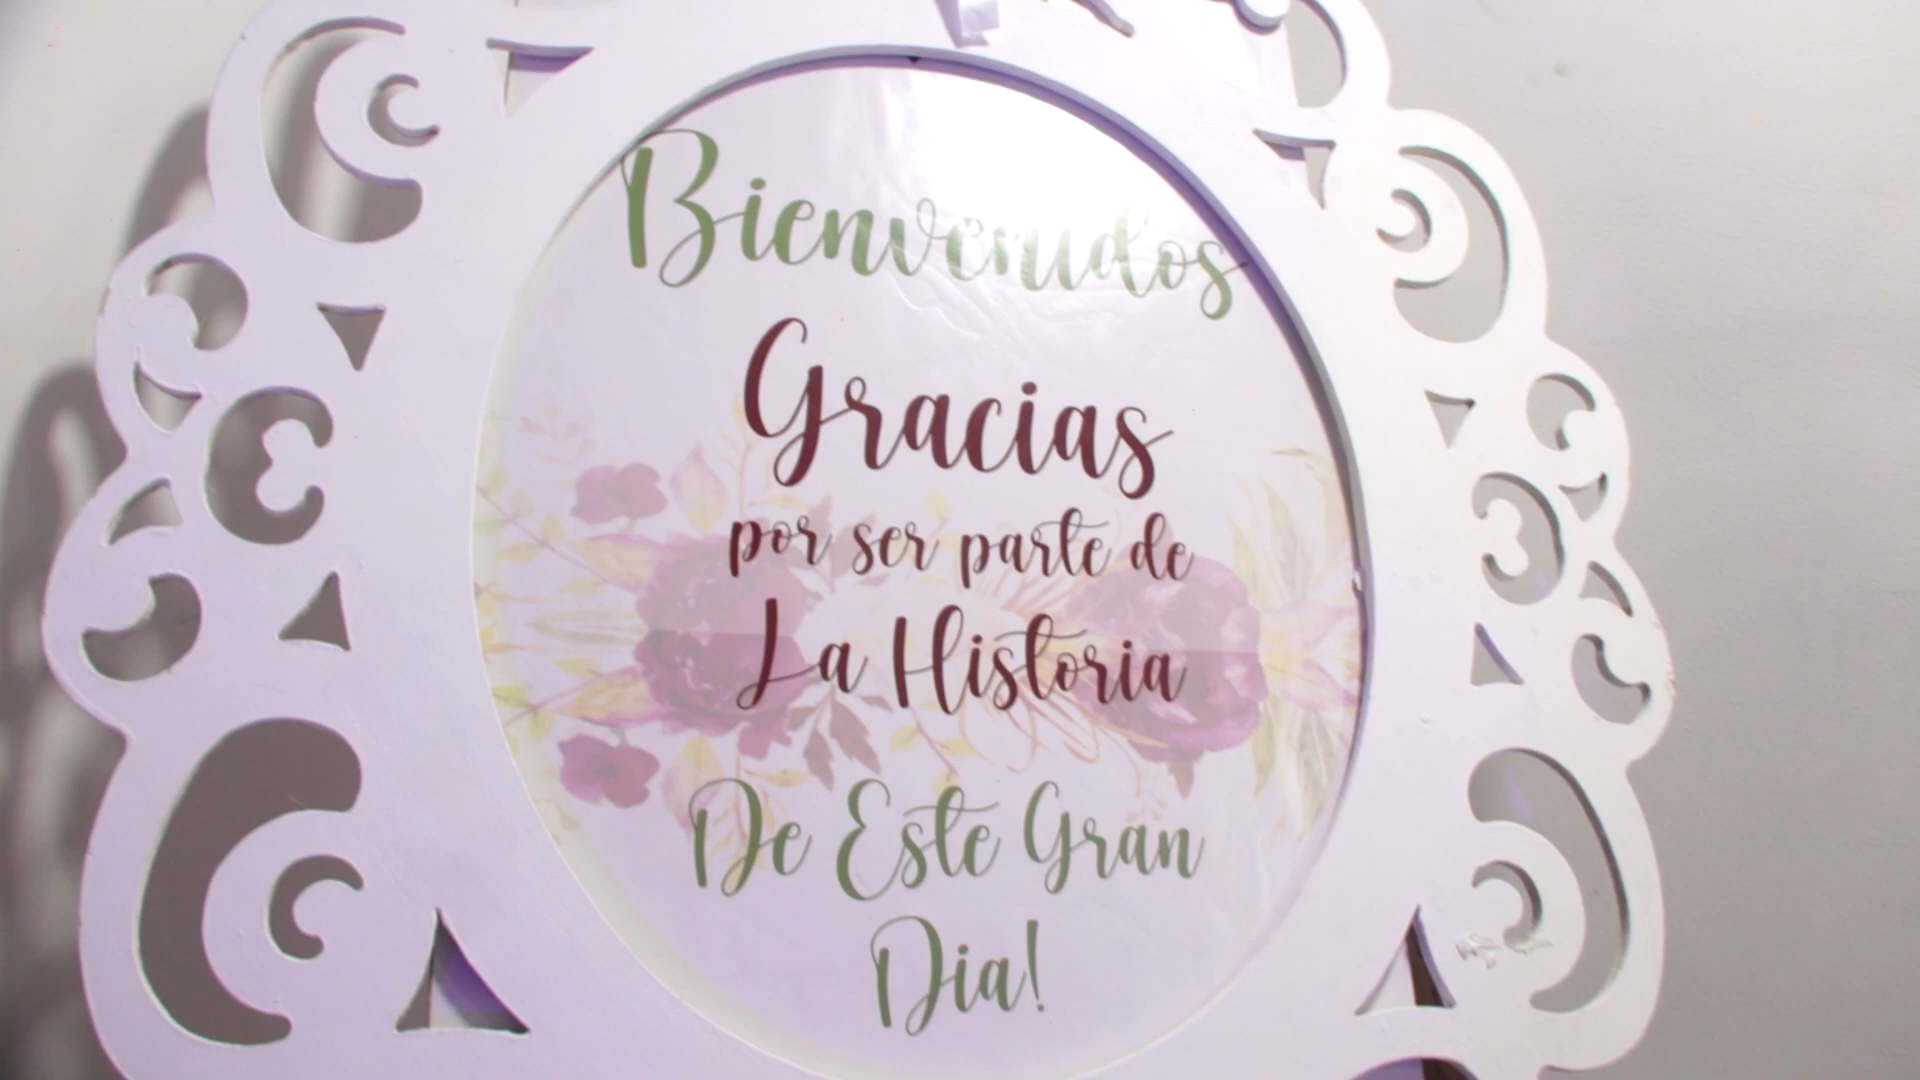 Bienvenidos
Gracias
por ser parte de
La Historia
De Este Gran
Dia!